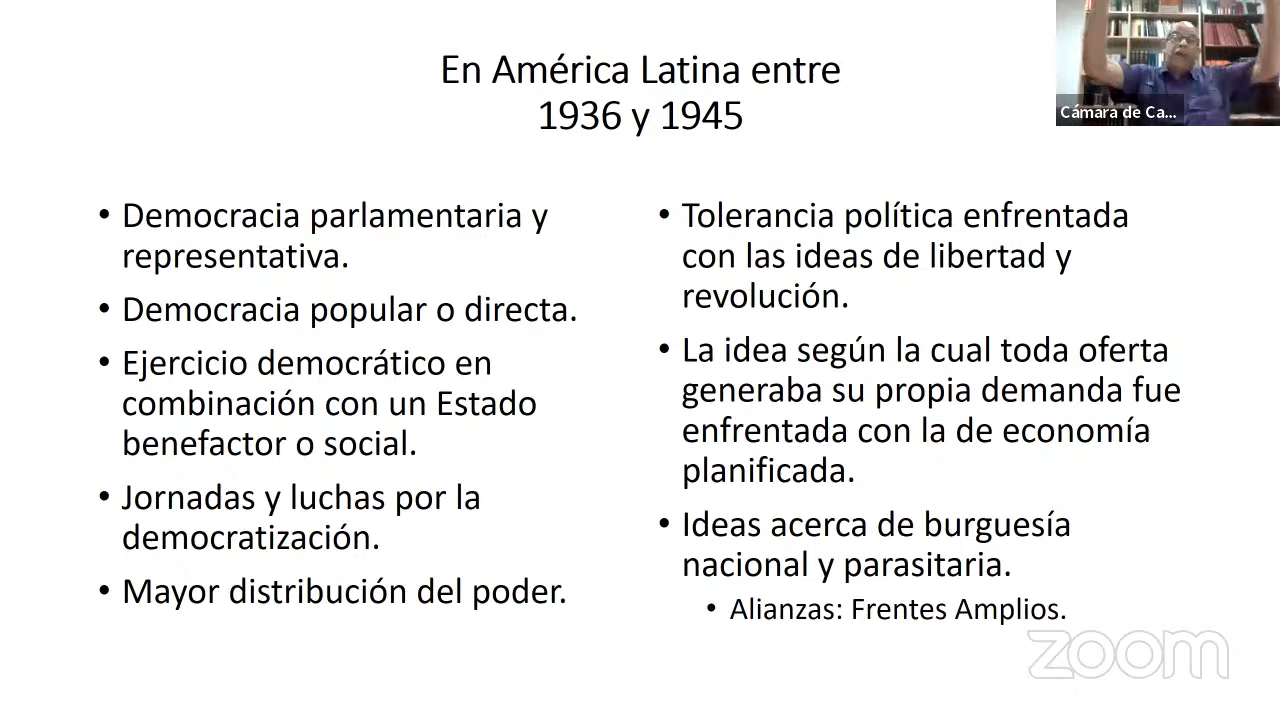 En América Latina entre
1936 y 1945
Cámara de Ca...
• Democracia parlamentaria y
representativa.
• Democracia popular o directa.
• Ejercicio democrático en
combinación con un Estado
benefactor o social.
• Jornadas y luchas por la
democratización.
• Mayor distribución del poder.
• Tolerancia política enfrentada
con las ideas de libertad y
revolución.
• La idea según la cual toda oferta
generaba su propia demanda fue
enfrentada con la de economía
planificada.
• Ideas acerca de burguesía
nacional y parasitaria.
• Alianzas: Frentes Amplios.
zoom